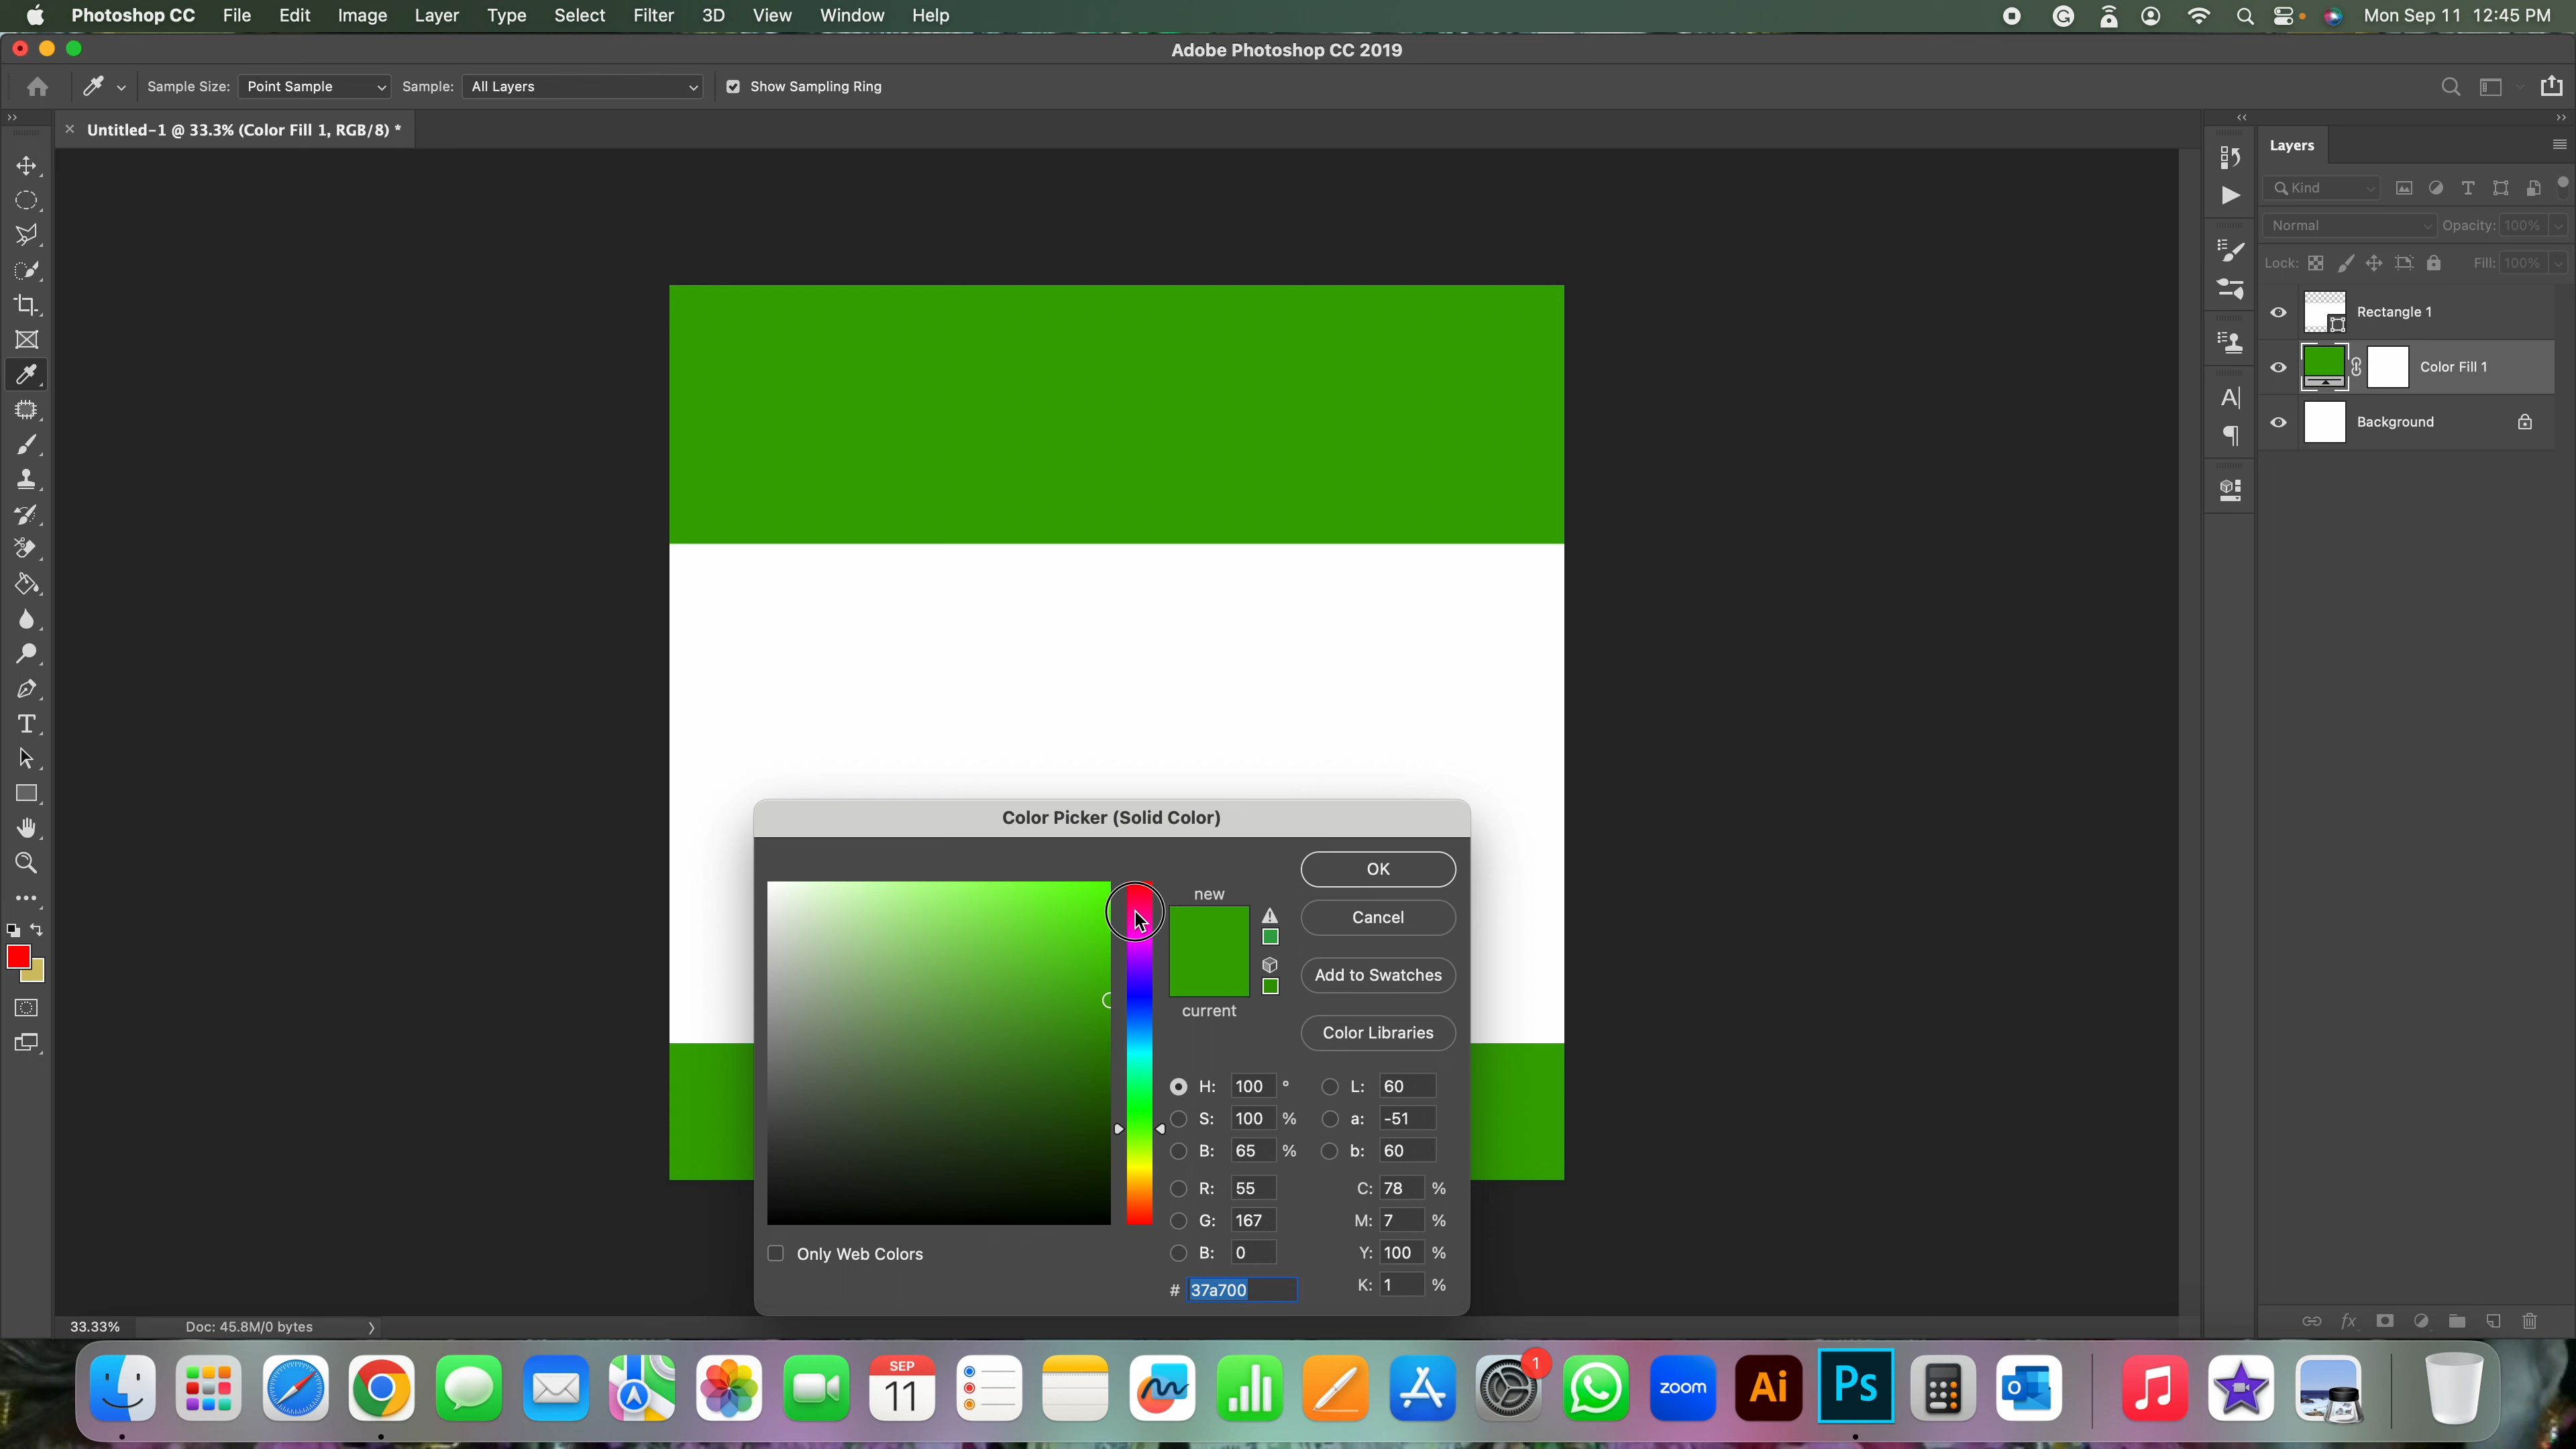 Photoshop CC File Edit Image Layer Type Select Filter 3D View Window Help Mon Sep 11 12:45 PM
Adobe Photoshop CC 2019
Sample Size: Point Sample Sample: All Layers Show Sampling Ring
Untitled-1 @ 33.3% (Color Fill 1, RGB/8) *
Layers
Kind
Normal Opacity: 100%
Lock: Fill: 100%
Rectangle 1
Color Fill 1
Background
Color Picker (Solid Color)
OK
new
Cancel
Add to Swatches
current
Color Libraries
H: 100 ° L: 60
S: 100 % a: -51
B: 65 % b: 60
R: 55 C: 78 %
G: 167 M: 7 %
B: 0 Y: 100 %
Only Web Colors
# 37a700 K: 1 %
33.33% Doc: 45.8M/0 bytes
SEP
11
1
zoom
Ai
Ps